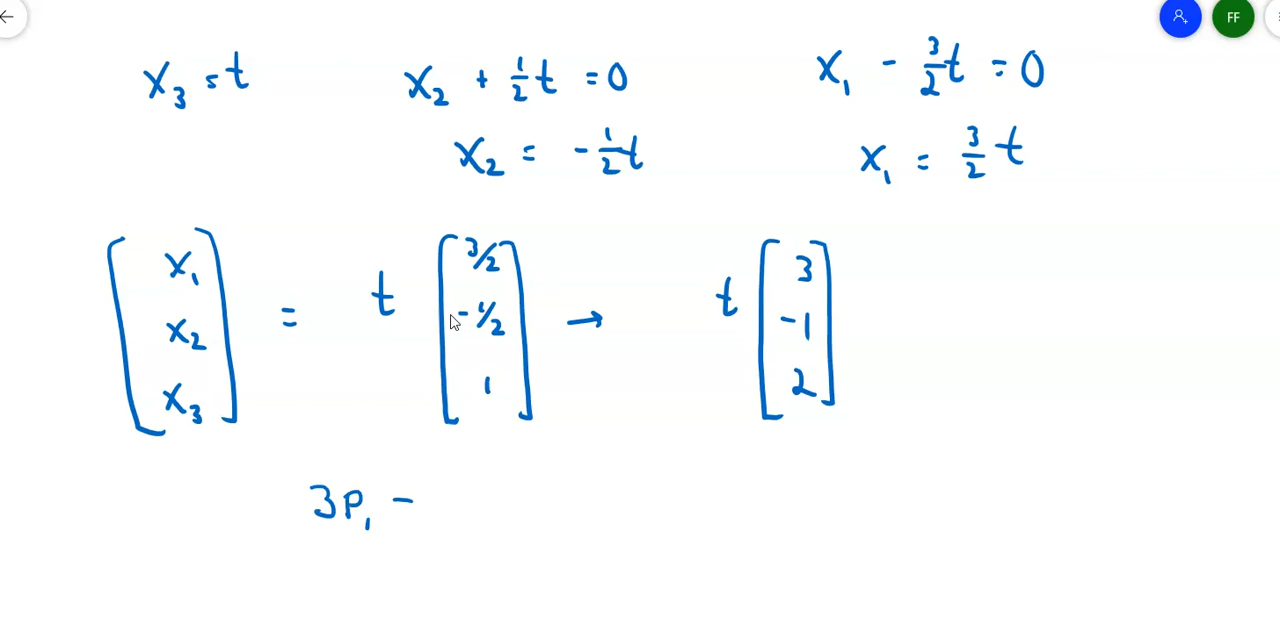 FF
x₃ = t    x₂ + 1/2 t = 0    x₁ - 3/2 t = 0
x₂ = - 1/2 t    x₁ = 3/2 t
[x₁ x₂ x₃] = t [3/2 -1/2 1] → t [3 -1 2]
3p₁ -